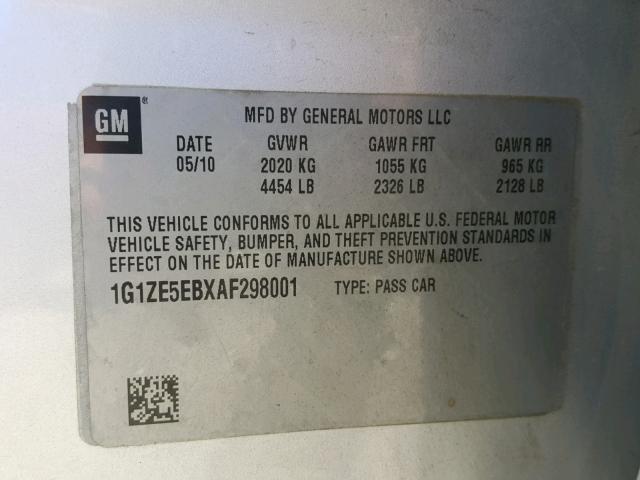 GM®
MFD BY GENERAL MOTORS LLC
DATE GVWR GAWR FRT GAWR RR
05/10 2020 KG 1055 KG 965 KG
4454 LB 2326 LB 2128 LB
THIS VEHICLE CONFORMS TO ALL APPLICABLE U.S. FEDERAL MOTOR
VEHICLE SAFETY, BUMPER, AND THEFT PREVENTION STANDARDS IN
EFFECT ON THE DATE OF MANUFACTURE SHOWN ABOVE.
1G1ZE5EBXAF298001 TYPE: PASS CAR